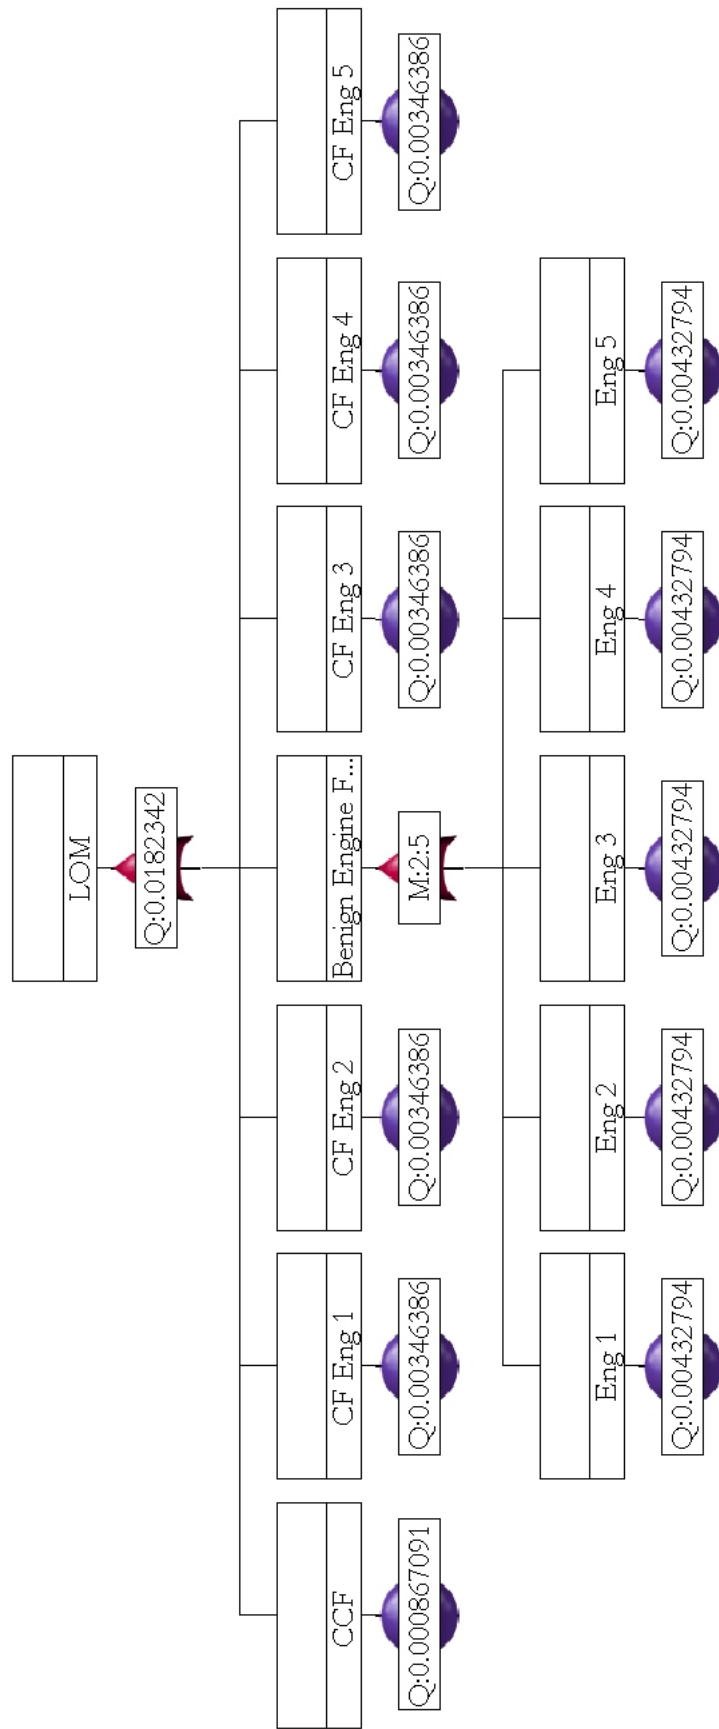 LOM
Q:0.0182342
CCF
Q:0.000867091
CF Eng 1
Q:0.00346386
CF Eng 2
Q:0.00346386
Benign Engine F...
M:2:5
CF Eng 3
Q:0.00346386
CF Eng 4
Q:0.00346386
CF Eng 5
Q:0.00346386
Eng 1
Q:0.00432794
Eng 2
Q:0.00432794
Eng 3
Q:0.00432794
Eng 4
Q:0.00432794
Eng 5
Q:0.00432794